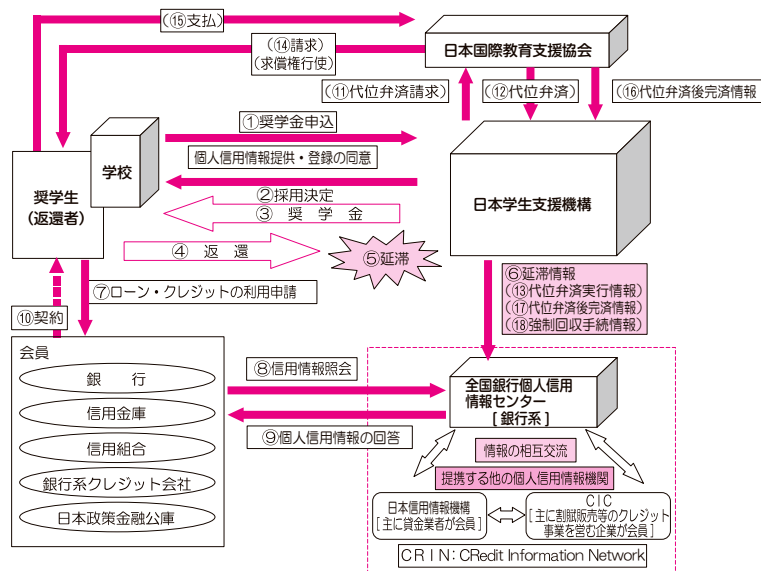 (⑮支払)
(⑭請求)
(求償権行使)
日本国際教育支援協会
(⑪代位弁済請求)
(⑫代位弁済)
(⑯代位弁済後完済情報)
①奨学金申込
個人信用情報提供・登録の同意
学校
奨学生
(返還者)
日本学生支援機構
②採用決定
③ 奨 学 金
④ 返 還
⑤延滞
⑥延滞情報
(⑬代位弁済実行情報)
(⑰代位弁済後完済情報)
(⑱強制回収手続情報)
⑦ローン・クレジットの利用申請
⑩契約
会員
銀 行
信用金庫
信用組合
銀行系クレジット会社
日本政策金融公庫
⑧信用情報照会
⑨個人信用情報の回答
全国銀行個人信用
情報センター
[ 銀行系 ]
情報の相互交流
提携する他の個人信用情報機関
日本信用情報機構
[ 主に貸金業者が会員 ]
CIC
[ 主に割賦販売等のクレジット
事業を営む企業が会員 ]
CRIN: CRedit Information Network